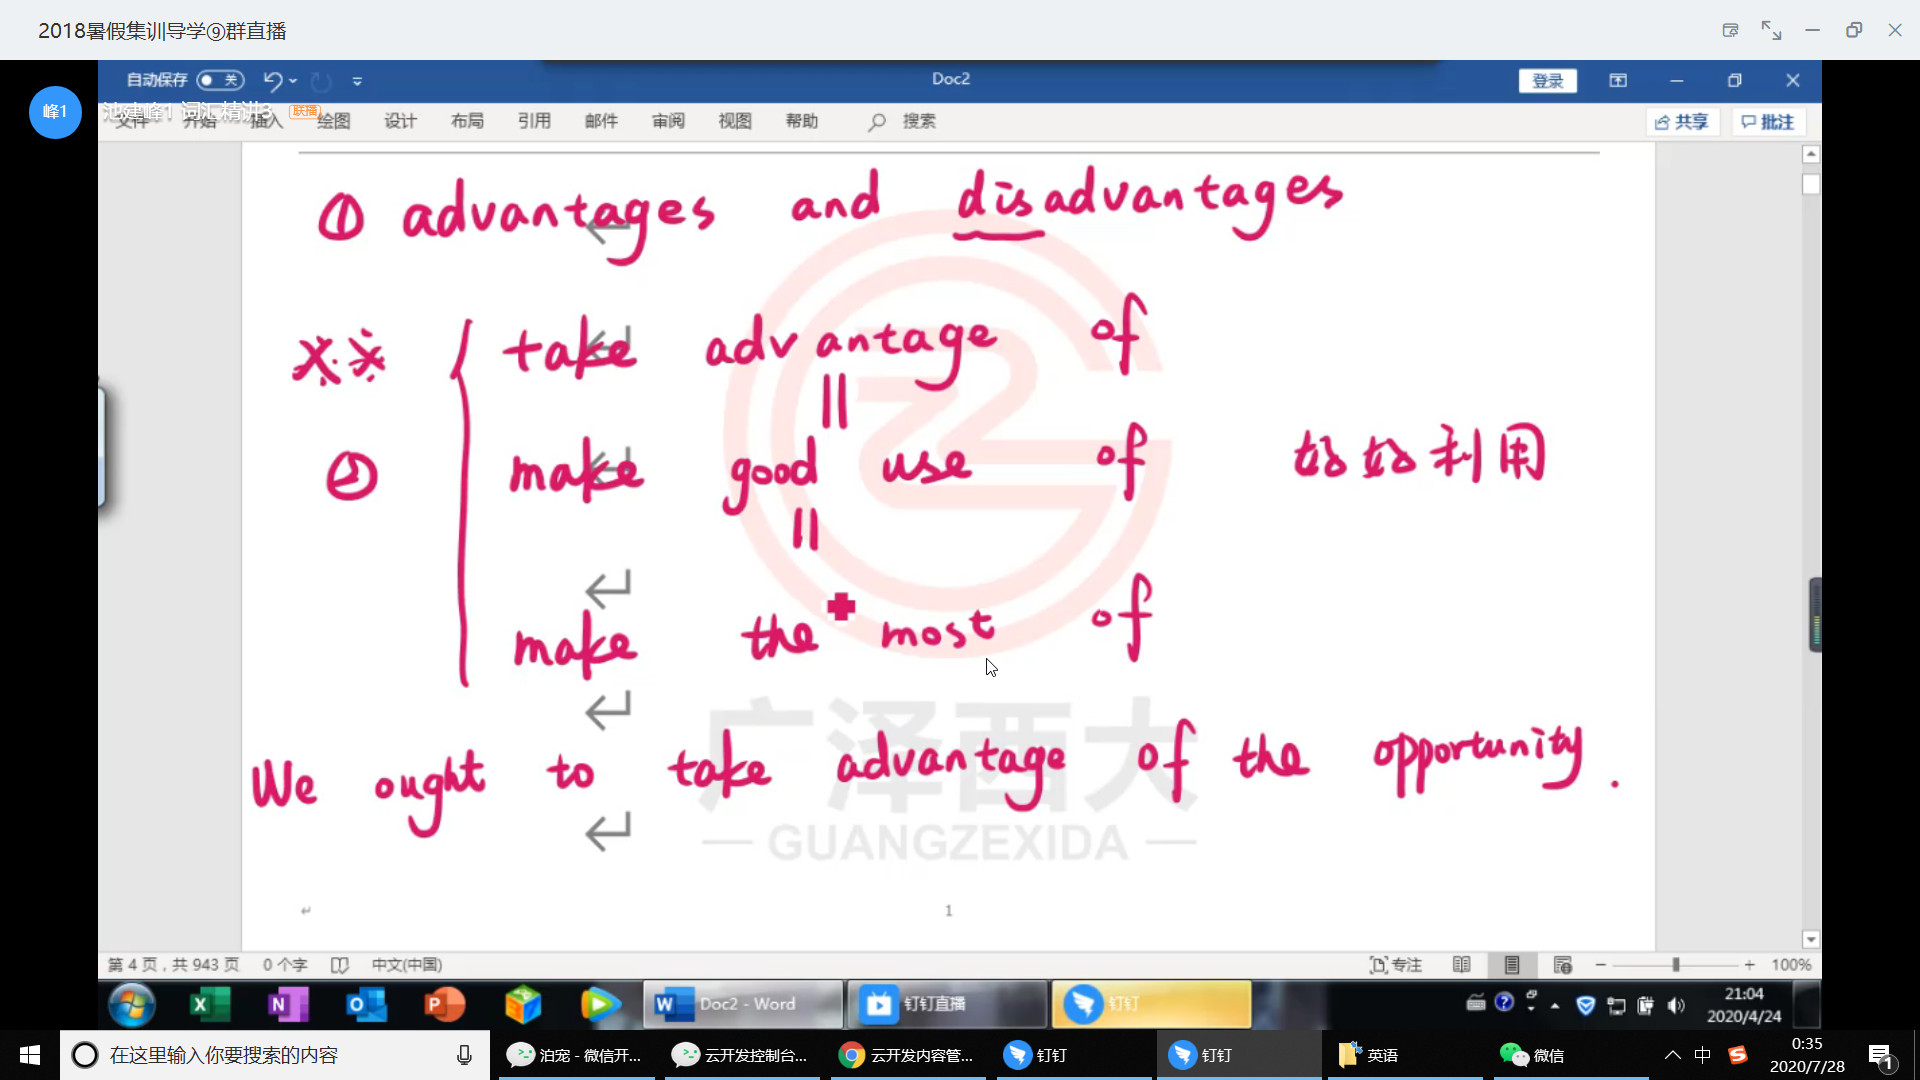 2018暑假集训导学⑨群直播
自动保存 关 Doc2 登录
峰1 池建峰1 词汇精讲3 联播
文件 开始 插入 绘图 设计 布局 引用 邮件 审阅 视图 帮助 搜索 共享 批注
① advantages and disadvantages
※※ take advantage of
② make good use of 好好利用
make the most of
We ought to take advantage of the opportunity.
广泽西大
— GUANGZEXIDA —
1
第 4 页，共 943 页 0 个字 中文(中国) 专注 100%
Doc2 - Word 钉钉直播 钉钉 21:04
2020/4/24
在这里输入你要搜索的内容 泊宠 - 微信开... 云开发控制台... 云开发内容管... 钉钉 钉钉 英语 微信 中 0:35
2020/7/28 1